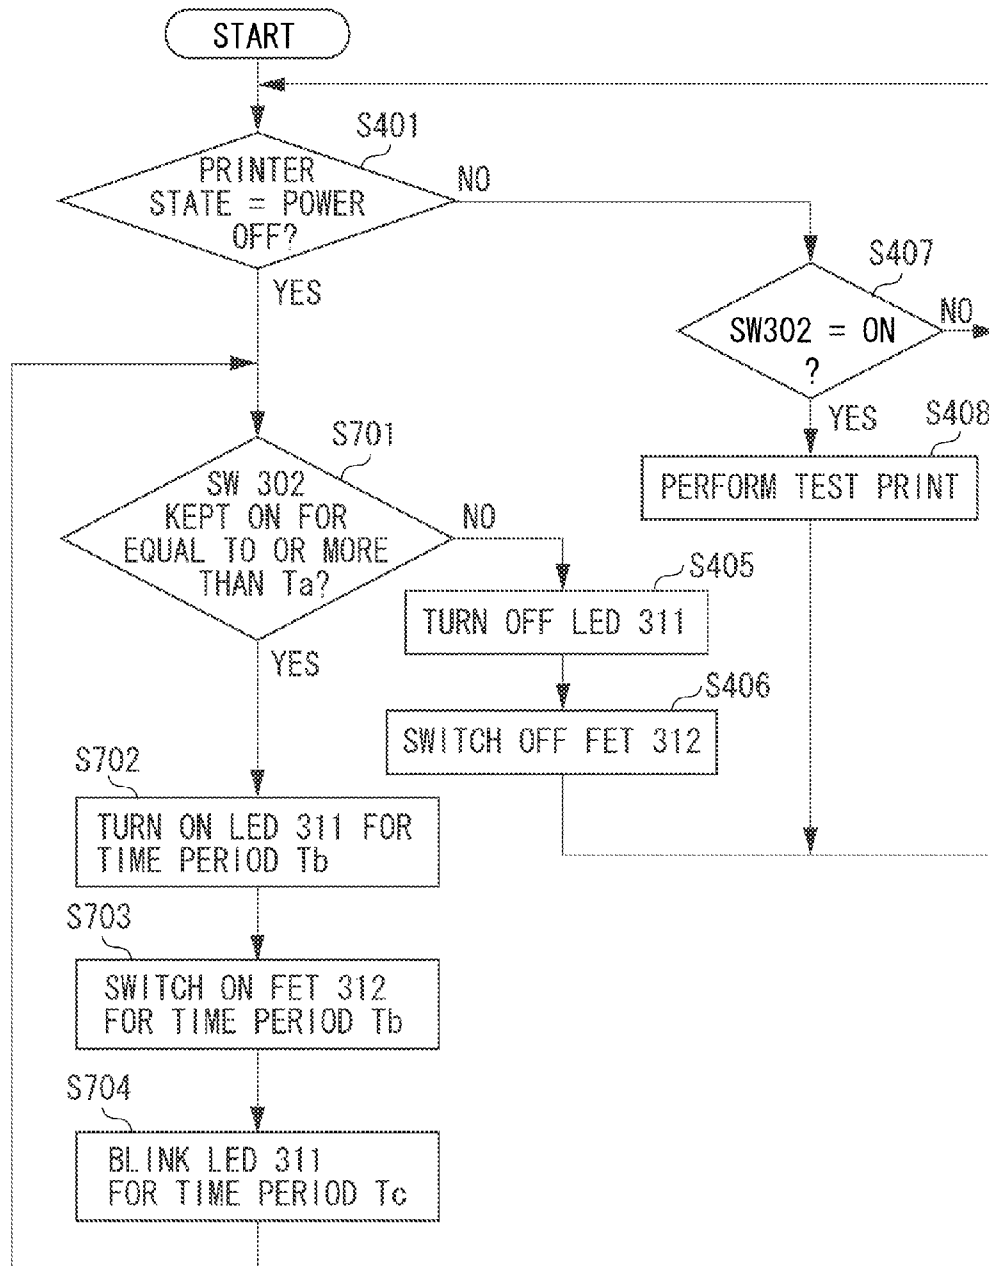 START
S401
PRINTER
STATE = POWER
OFF?
NO
YES
S407
SW302 = ON
?
NO
YES
S408
PERFORM TEST PRINT
S701
SW 302
KEPT ON FOR
EQUAL TO OR MORE
THAN Ta?
NO
YES
S405
TURN OFF LED 311
S406
SWITCH OFF FET 312
S702
TURN ON LED 311 FOR
TIME PERIOD Tb
S703
SWITCH ON FET 312
FOR TIME PERIOD Tb
S704
BLINK LED 311
FOR TIME PERIOD Tc